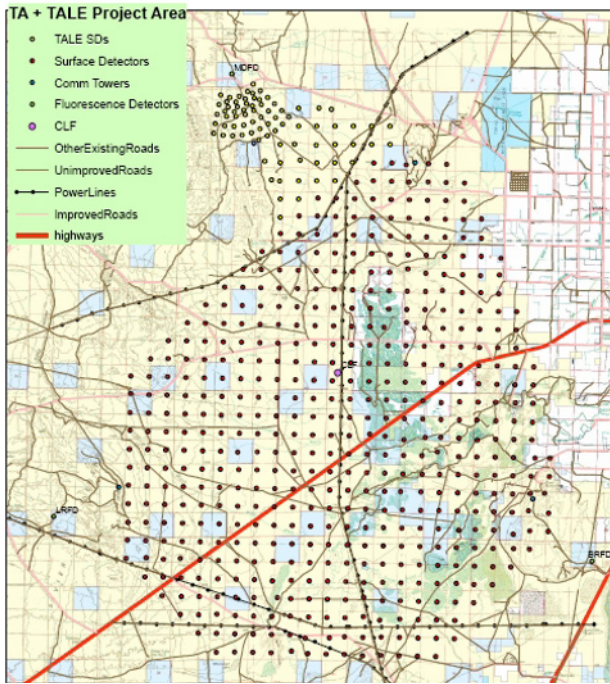 TA + TALE Project Area
TALE SDs
Surface Detectors
Comm Towers
Fluorescence Detectors
CLF
OtherExistingRoads
UnimprovedRoads
PowerLines
ImprovedRoads
highways
MDFD
LRFD
BRFD